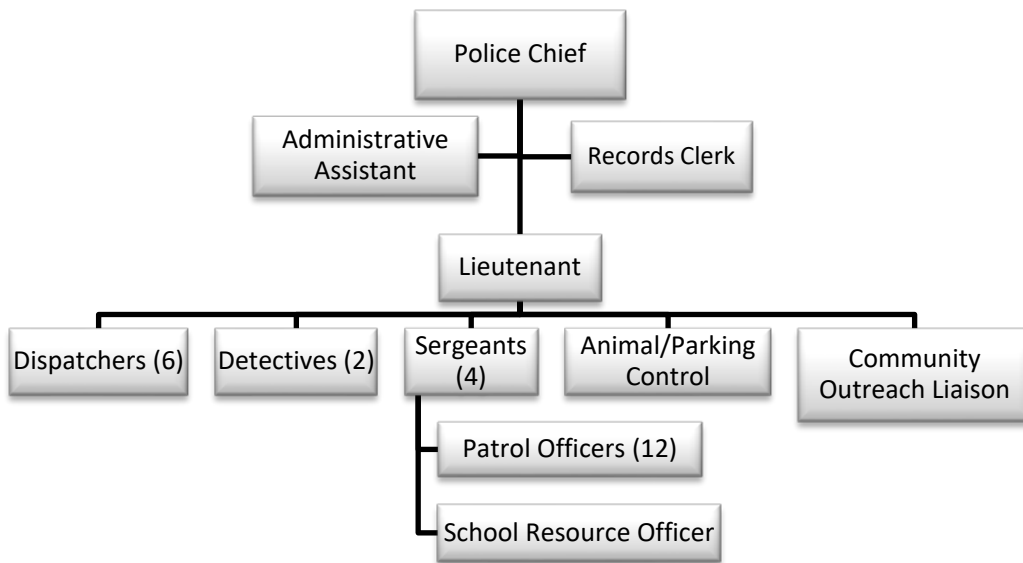 Police Chief
Administrative
Assistant
Records Clerk
Lieutenant
Dispatchers (6)
Detectives (2)
Sergeants
(4)
Animal/Parking
Control
Community
Outreach Liaison
Patrol Officers (12)
School Resource Officer